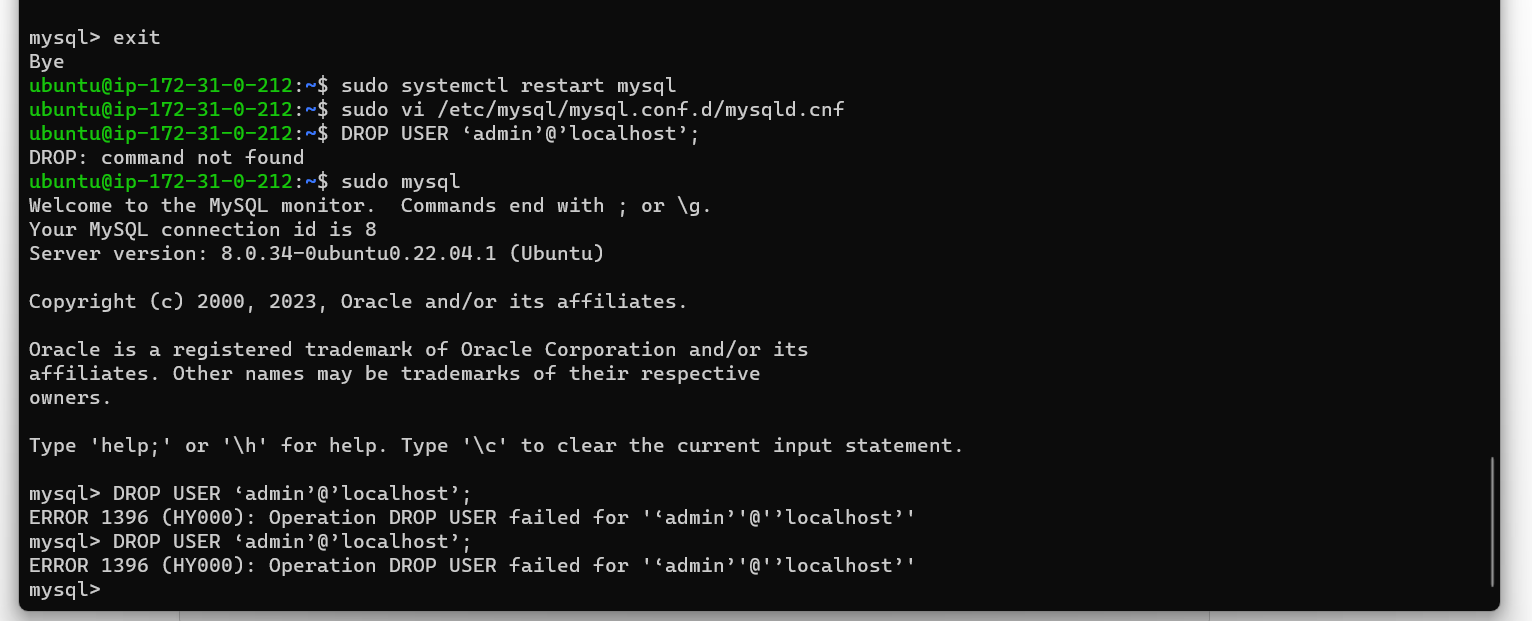 mysql> exit
Bye
ubuntu@ip-172-31-0-212:~$ sudo systemctl restart mysql
ubuntu@ip-172-31-0-212:~$ sudo vi /etc/mysql/mysql.conf.d/mysqld.cnf
ubuntu@ip-172-31-0-212:~$ DROP USER ‘admin’@’localhost’;
DROP: command not found
ubuntu@ip-172-31-0-212:~$ sudo mysql
Welcome to the MySQL monitor.  Commands end with ; or \g.
Your MySQL connection id is 8
Server version: 8.0.34-0ubuntu0.22.04.1 (Ubuntu)

Copyright (c) 2000, 2023, Oracle and/or its affiliates.

Oracle is a registered trademark of Oracle Corporation and/or its
affiliates. Other names may be trademarks of their respective
owners.

Type 'help;' or '\h' for help. Type '\c' to clear the current input statement.

mysql> DROP USER ‘admin’@’localhost’;
ERROR 1396 (HY000): Operation DROP USER failed for '‘admin’'@'’localhost’'
mysql> DROP USER ‘admin’@’localhost’;
ERROR 1396 (HY000): Operation DROP USER failed for '‘admin’'@'’localhost’'
mysql>